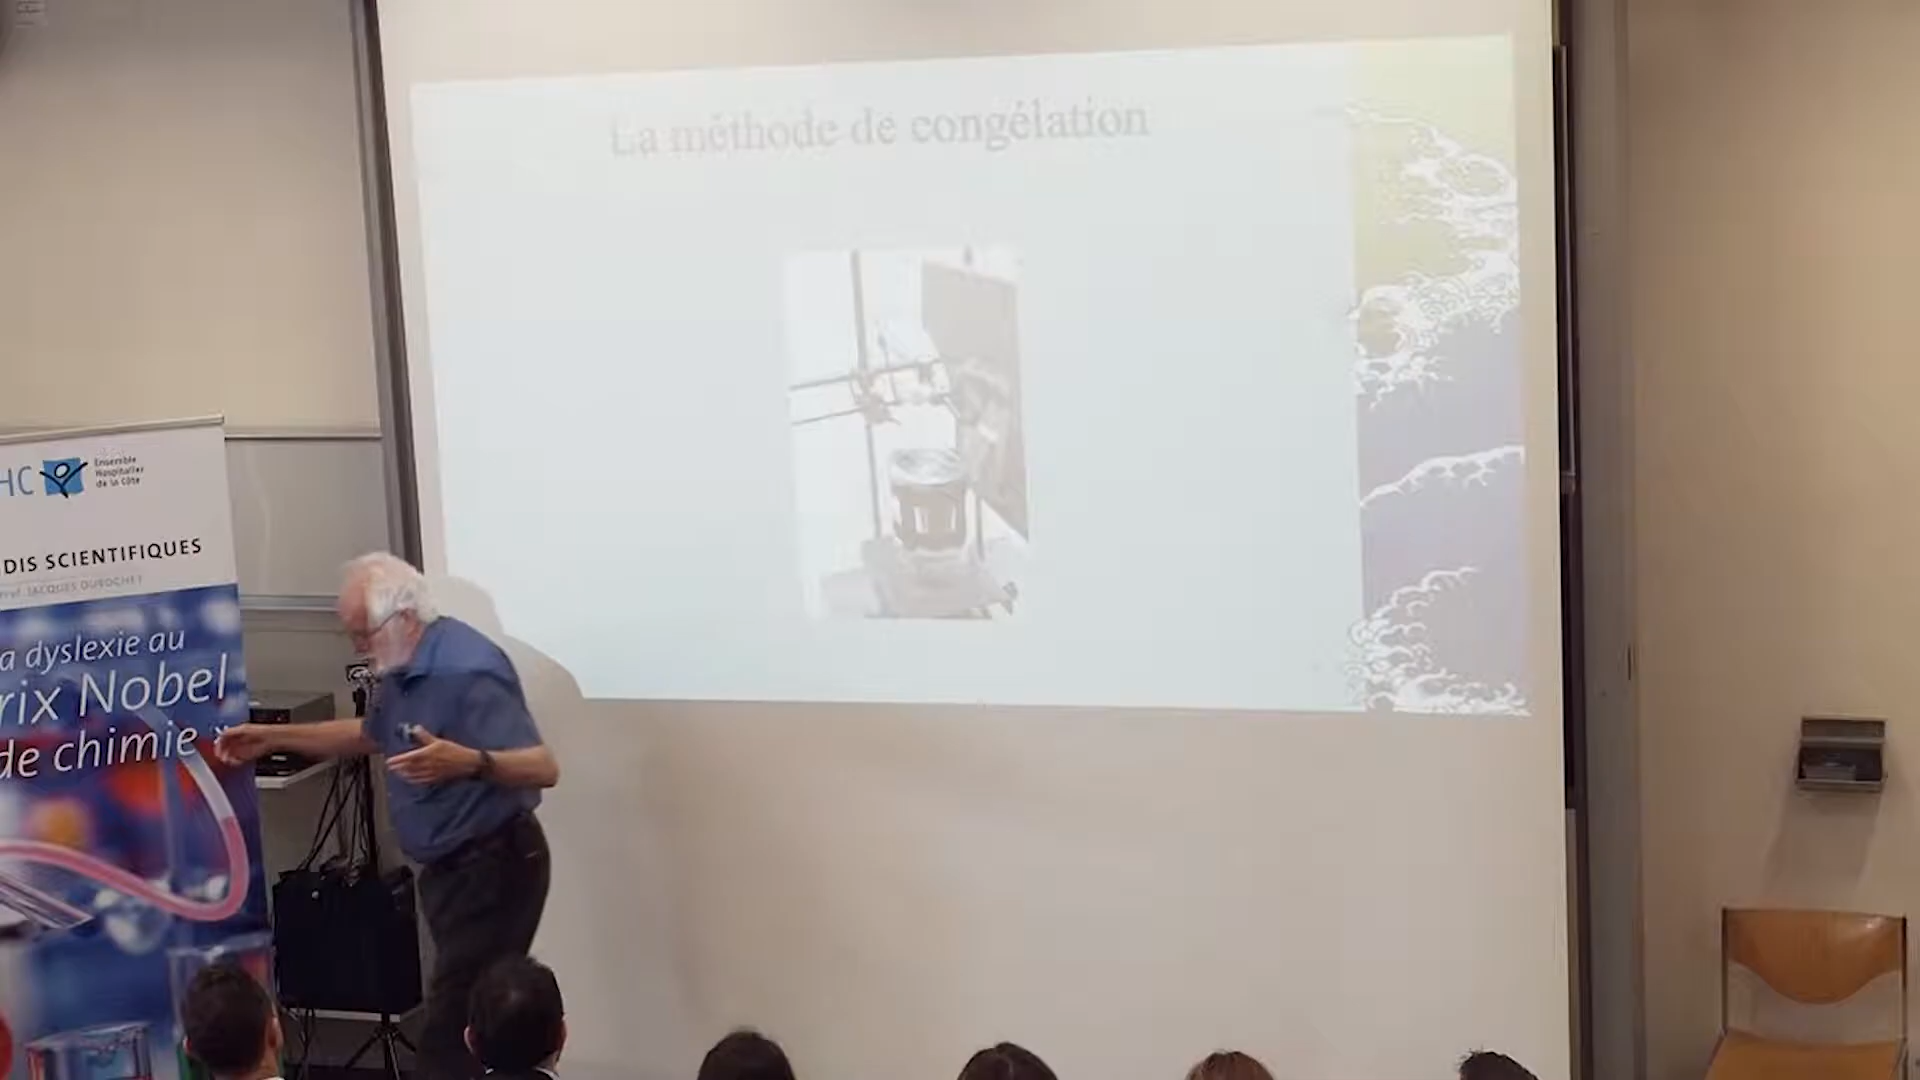 La méthode de congélation
HC
Ensemble
Hospitalier
de la Côte
DIS SCIENTIFIQUES
Prof. JACQUES DUBOCHET
a dyslexie au
rix Nobel
de chimie »